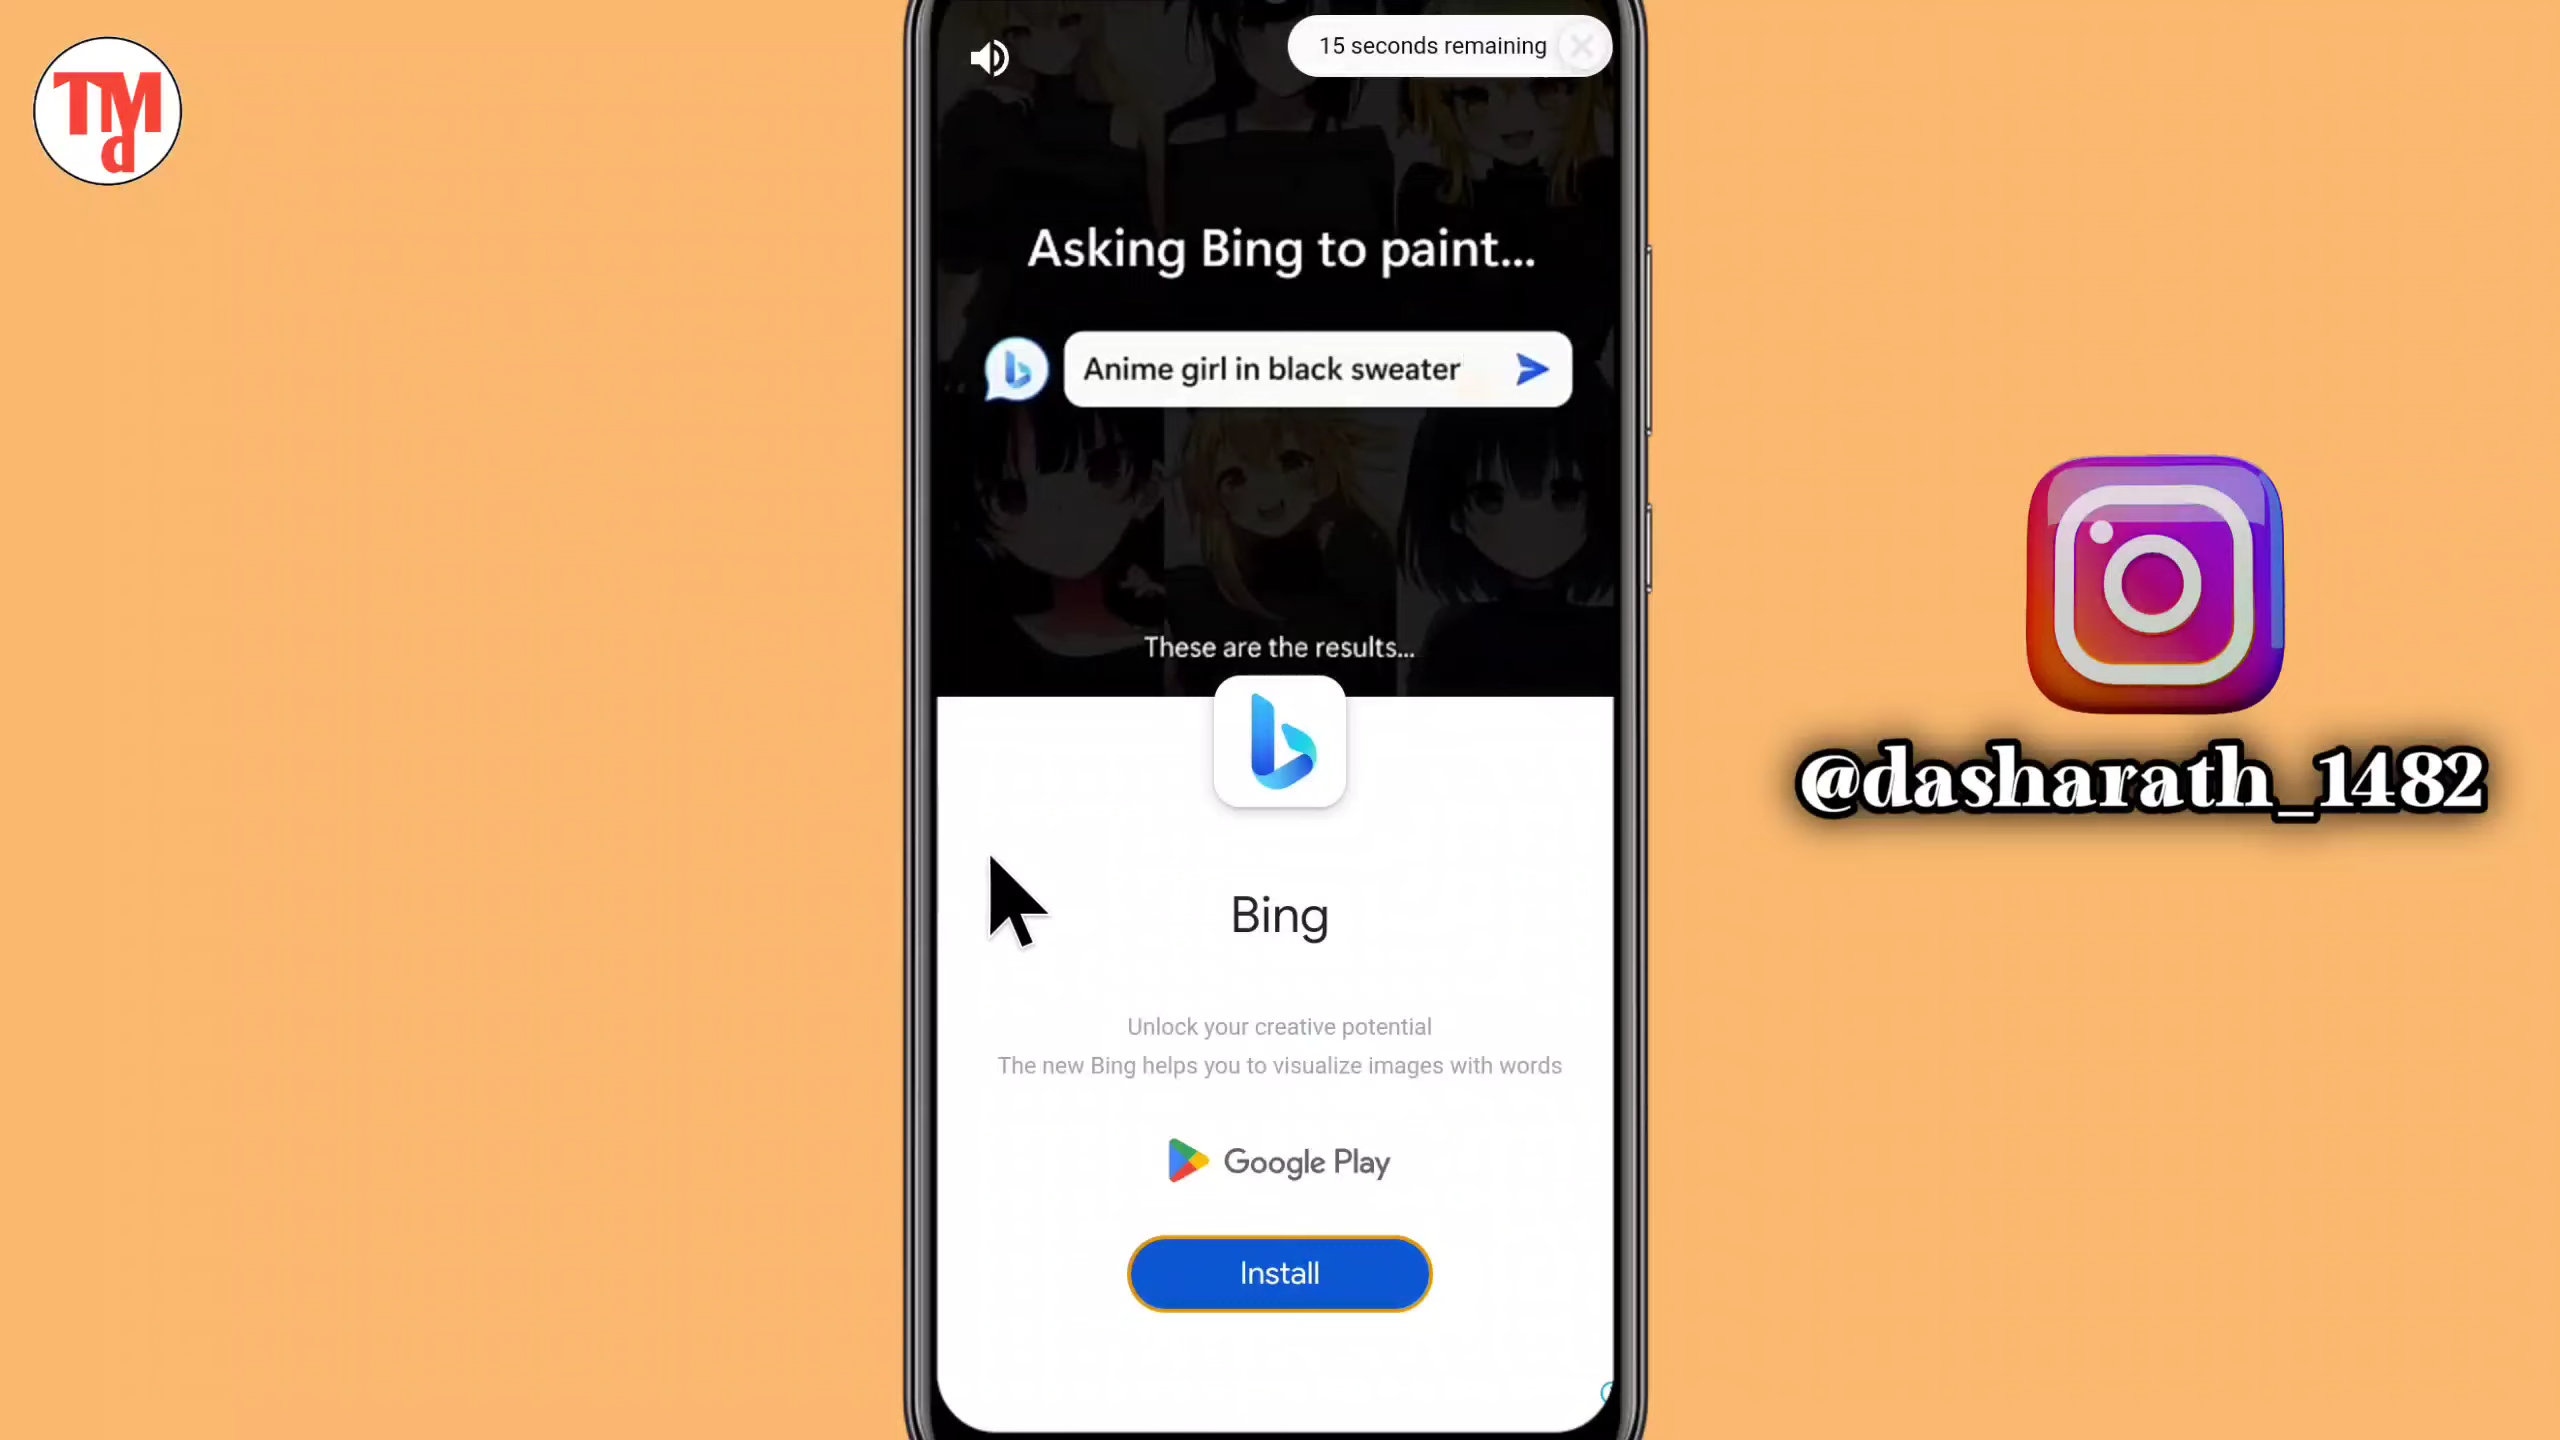 TMd
15 seconds remaining
Asking Bing to paint...
Anime girl in black sweater
These are the results...
@dasharath_1482
Bing
Unlock your creative potential
The new Bing helps you to visualize images with words
Google Play
Install